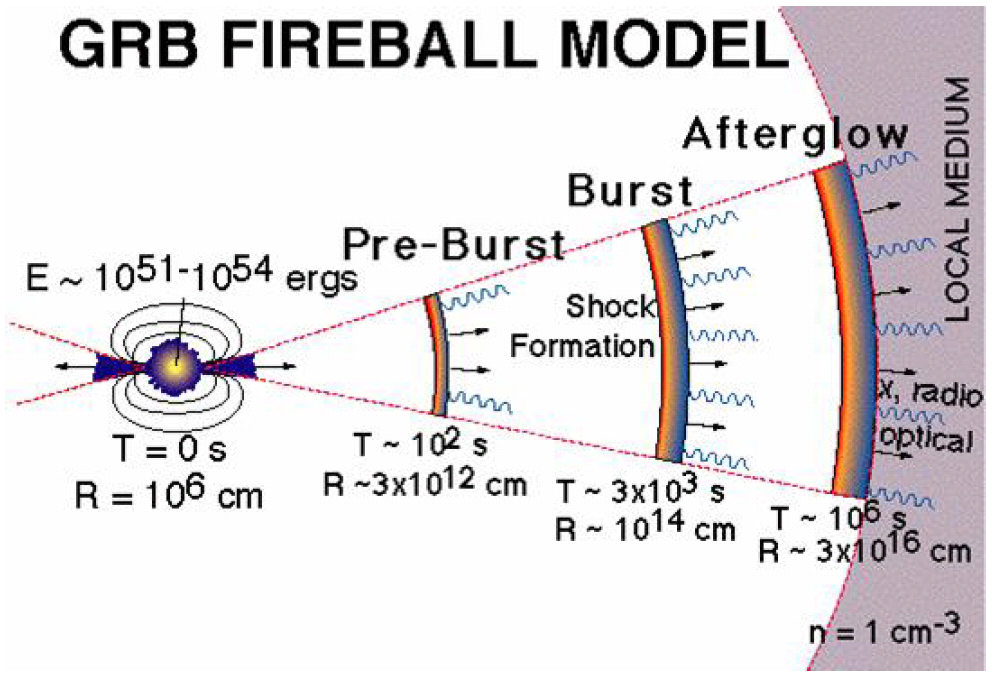 GRB FIREBALL MODEL
E ~ 10^51-10^54 ergs
T = 0 s
R = 10^6 cm
Pre-Burst
T ~ 10^2 s
R ~3x10^12 cm
Burst
Shock
Formation
T ~ 3x10^3 s
R ~ 10^14 cm
Afterglow
x, radio
optical
T ~ 10^6 s
R ~ 3x10^16 cm
LOCAL MEDIUM
n = 1 cm^-3